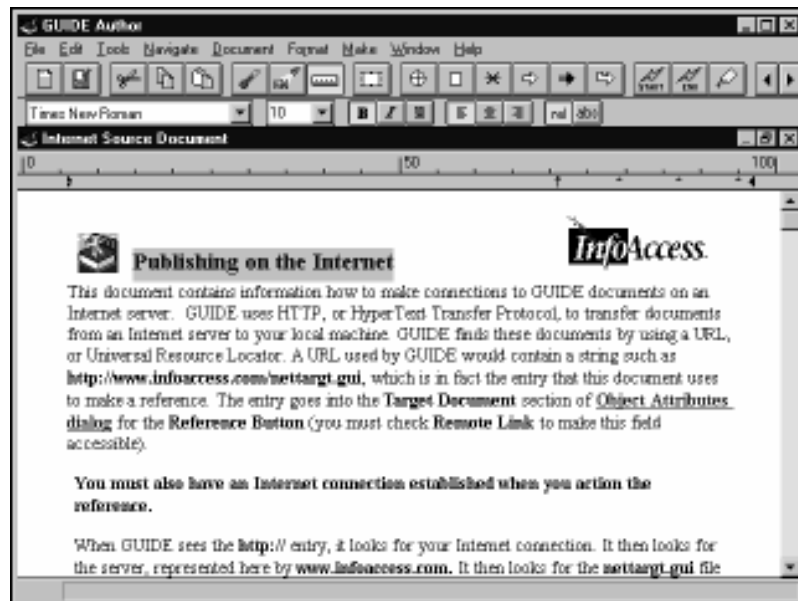 GUIDE Author
File Edit Tools Navigate Document Format Make Window Help
START END
Times New Roman 10 B I
Internet Source Document
0 50 100
InfoAccess
Publishing on the Internet
This document contains information how to make connections to GUIDE documents on an
Internet server. GUIDE uses HTTP, or HyperText Transfer Protocol, to transfer documents
from an Internet server to your local machine. GUIDE finds these documents by using a URL,
or Universal Resource Locator. A URL used by GUIDE would contain a string such as
http://www.infoaccess.com/nettargt.gui, which is in fact the entry that this document uses
to make a reference. The entry goes into the Target Document section of Object Attributes
dialog for the Reference Button (you must check Remote Link to make this field
accessible).
You must also have an Internet connection established when you action the
reference.
When GUIDE sees the http:// entry, it looks for your Internet connection. It then looks for
the server, represented here by www.infoaccess.com. It then looks for the nettargt.gui file